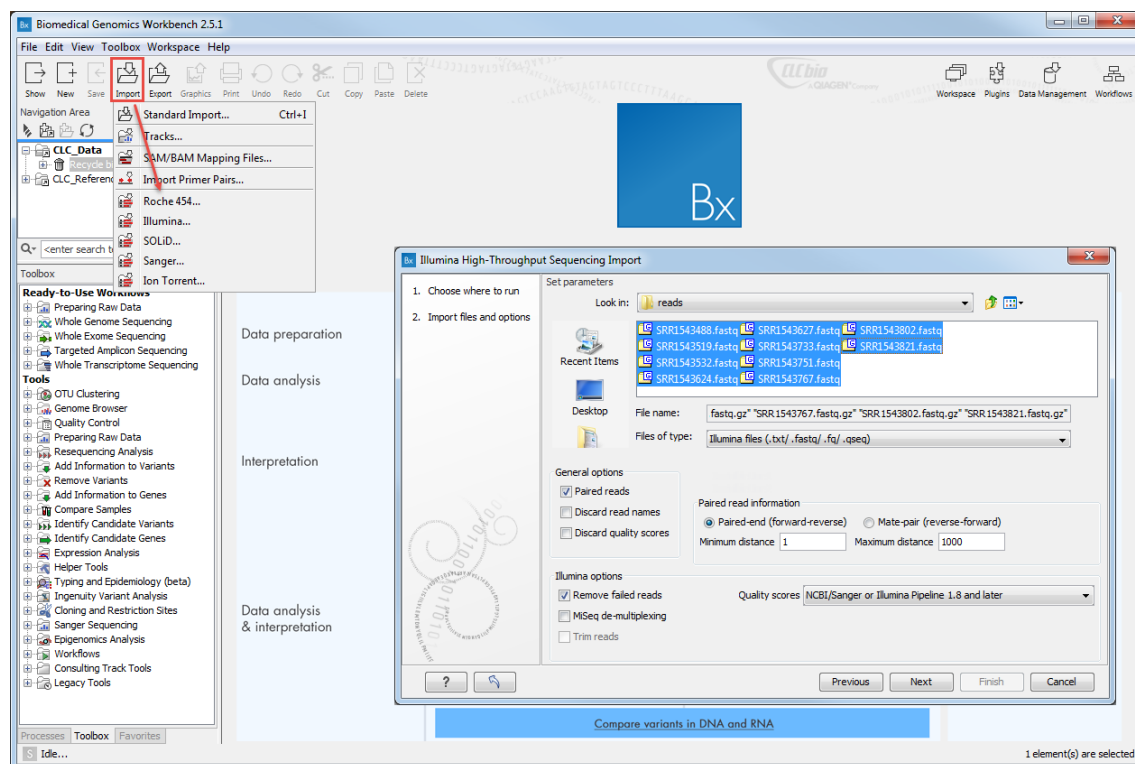 Bx Biomedical Genomics Workbench 2.5.1
File Edit View Toolbox Workspace Help
Show New Save Import Export Graphics Print Undo Redo Cut Copy Paste Delete
CLC bio
A QIAGEN Company
Workspace Plugins Data Management Workflows
Navigation Area
CLC_Data
Recycle b
CLC_Referen
<enter search t
Standard Import... Ctrl+I
Tracks...
SAM/BAM Mapping Files...
Import Primer Pairs...
Roche 454...
Illumina...
SOLiD...
Sanger...
Ion Torrent...
Bx
Toolbox
Ready-to-Use Workflows
Preparing Raw Data
Whole Genome Sequencing
Whole Exome Sequencing
Targeted Amplicon Sequencing
Whole Transcriptome Sequencing
Tools
OTU Clustering
Genome Browser
Quality Control
Preparing Raw Data
Resequencing Analysis
Add Information to Variants
Remove Variants
Add Information to Genes
Compare Samples
Identify Candidate Variants
Identify Candidate Genes
Expression Analysis
Helper Tools
Typing and Epidemiology (beta)
Ingenuity Variant Analysis
Cloning and Restriction Sites
Sanger Sequencing
Epigenomics Analysis
Workflows
Consulting Track Tools
Legacy Tools
Processes Toolbox Favorites
Data preparation
Data analysis
Interpretation
Data analysis
& interpretation
Bx Illumina High-Throughput Sequencing Import
1. Choose where to run
2. Import files and options
Set parameters
Look in: reads
Recent Items
Desktop
SRR1543488.fastq SRR1543627.fastq SRR1543802.fastq
SRR1543519.fastq SRR1543733.fastq SRR1543821.fastq
SRR1543532.fastq SRR1543751.fastq
SRR1543624.fastq SRR1543767.fastq
File name: fastq.gz" "SRR1543767.fastq.gz" "SRR1543802.fastq.gz" "SRR1543821.fastq.gz"
Files of type: Illumina files (.txt/ .fastq/ .fq/ .qseq)
General options
Paired reads
Discard read names
Discard quality scores
Paired read information
Paired-end (forward-reverse) Mate-pair (reverse-forward)
Minimum distance 1 Maximum distance 1000
Illumina options
Remove failed reads Quality scores NCBI/Sanger or Illumina Pipeline 1.8 and later
MiSeq de-multiplexing
Trim reads
? Previous Next Finish Cancel
Compare variants in DNA and RNA
S Idle... 1 element(s) are selected